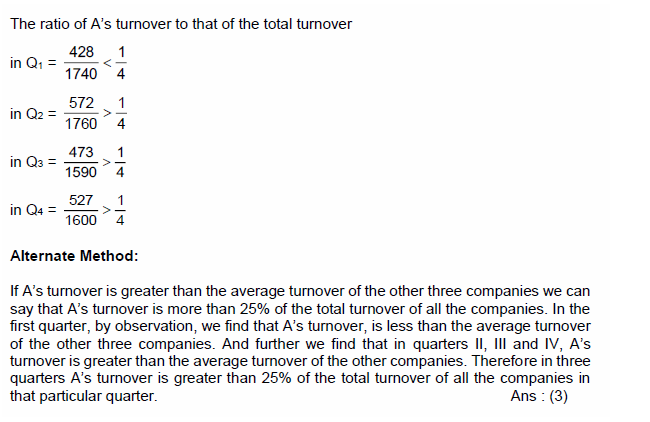 The ratio of A's turnover to that of the total turnover
in Q₁ = 428/1740 < 1/4
in Q₂ = 572/1760 > 1/4
in Q₃ = 473/1590 > 1/4
in Q₄ = 527/1600 > 1/4
Alternate Method:
If A's turnover is greater than the average turnover of the other three companies we can
say that A's turnover is more than 25% of the total turnover of all the companies. In the
first quarter, by observation, we find that A's turnover, is less than the average turnover
of the other three companies. And further we find that in quarters II, III and IV, A's
turnover is greater than the average turnover of the other companies. Therefore in three
quarters A's turnover is greater than 25% of the total turnover of all the companies in
that particular quarter. Ans : (3)